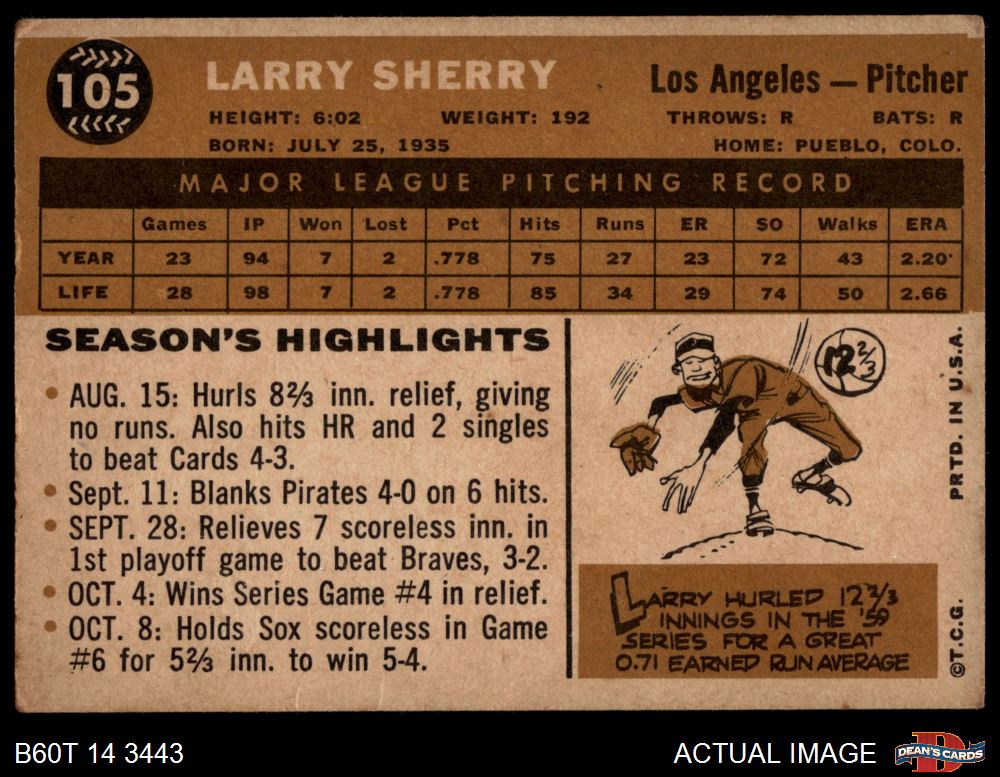 105
LARRY SHERRY
Los Angeles — Pitcher
HEIGHT: 6:02 WEIGHT: 192 THROWS: R BATS: R
BORN: JULY 25, 1935 HOME: PUEBLO, COLO.
MAJOR LEAGUE PITCHING RECORD
Games IP Won Lost Pct Hits Runs ER SO Walks ERA
YEAR 23 94 7 2 .778 75 27 23 72 43 2.20
LIFE 28 98 7 2 .778 85 34 29 74 50 2.66
SEASON'S HIGHLIGHTS
• AUG. 15: Hurls 8⅔ inn. relief, giving
no runs. Also hits HR and 2 singles
to beat Cards 4-3.
• Sept. 11: Blanks Pirates 4-0 on 6 hits.
• SEPT. 28: Relieves 7 scoreless inn. in
1st playoff game to beat Braves, 3-2.
• OCT. 4: Wins Series Game #4 in relief.
• OCT. 8: Holds Sox scoreless in Game
#6 for 5⅔ inn. to win 5-4.
12⅔
LARRY HURLED 12⅔
INNINGS IN THE '59
SERIES FOR A GREAT
0.71 EARNED RUN AVERAGE
©T.C.G. PRTD. IN U.S.A.
B60T 14 3443
ACTUAL IMAGE
DEAN'S CARDS